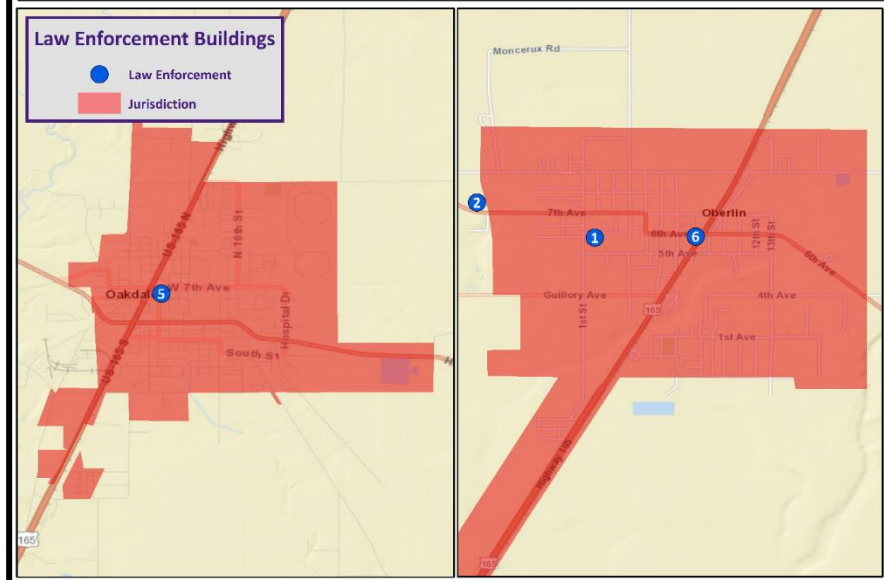 Law Enforcement Buildings
Law Enforcement
Jurisdiction
US-165 N
N 16th St
Oakdal
5
W 7th Ave
Hospital Dr
South St
US-165 S
165
Moncerux Rd
2
7th Ave
Oberlin
1
6th Ave
6
5th Ave
12th St
13th St
6th Ave
Guillory Ave
4th Ave
1st St
165
1st Ave
Highway 165
165